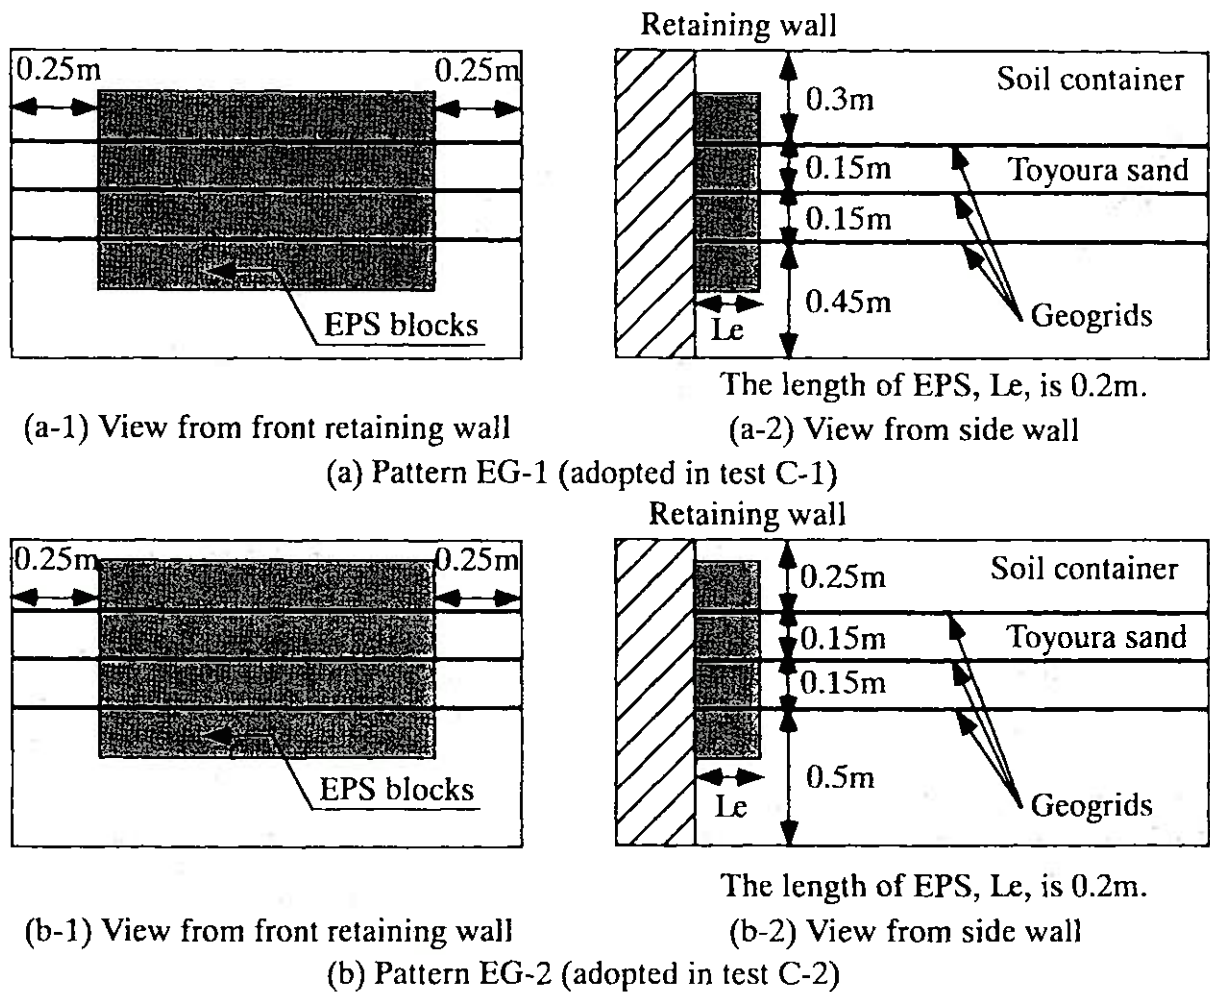 Retaining wall
0.25m
0.25m
0.3m
Soil container
0.15m
Toyoura sand
0.15m
EPS blocks
Le
0.45m
Geogrids
The length of EPS, Le, is 0.2m.
(a-1) View from front retaining wall
(a-2) View from side wall
(a) Pattern EG-1 (adopted in test C-1)
Retaining wall
0.25m
0.25m
0.25m
Soil container
0.15m
Toyoura sand
0.15m
EPS blocks
Le
0.5m
Geogrids
The length of EPS, Le, is 0.2m.
(b-1) View from front retaining wall
(b-2) View from side wall
(b) Pattern EG-2 (adopted in test C-2)